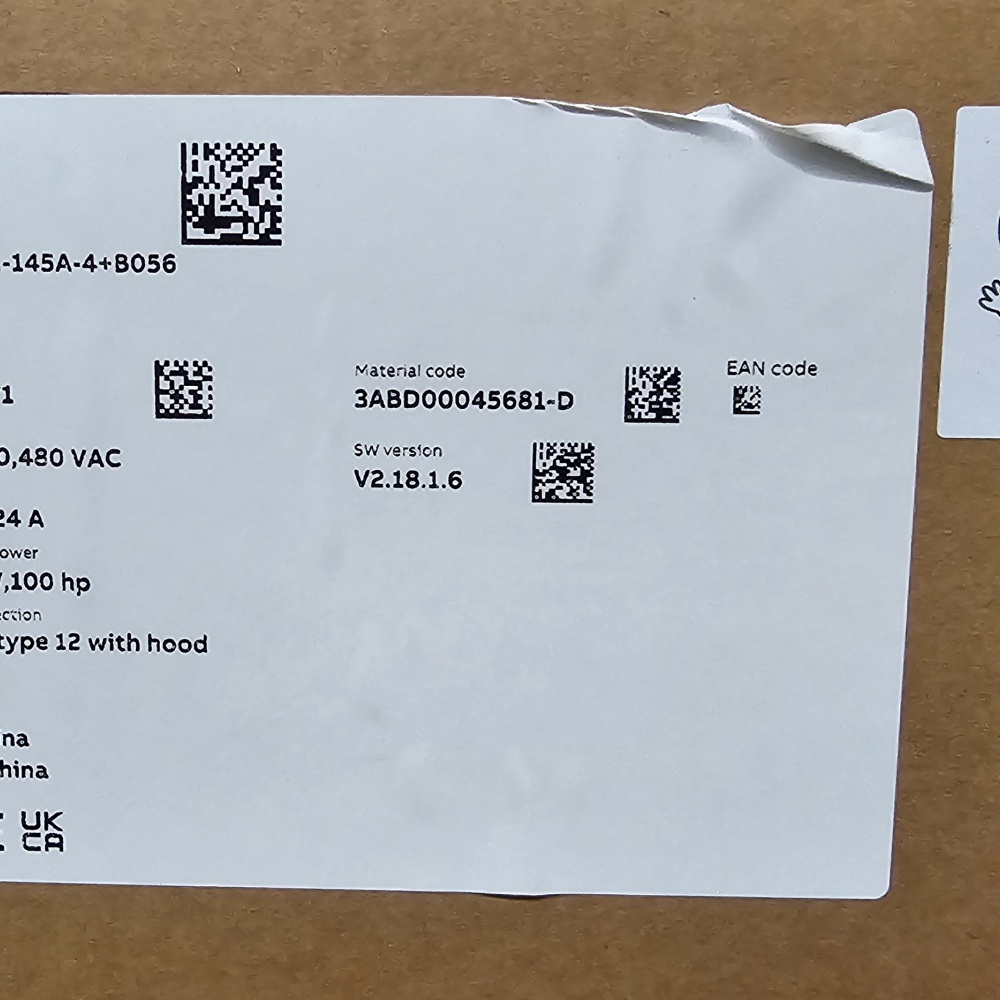 -145A-4+B056
1
Material code
3ABD00045681-D
EAN code
0,480 VAC
SW version
V2.18.1.6
24 A
ower
,100 hp
ection
type 12 with hood
na
hina
UK
CA